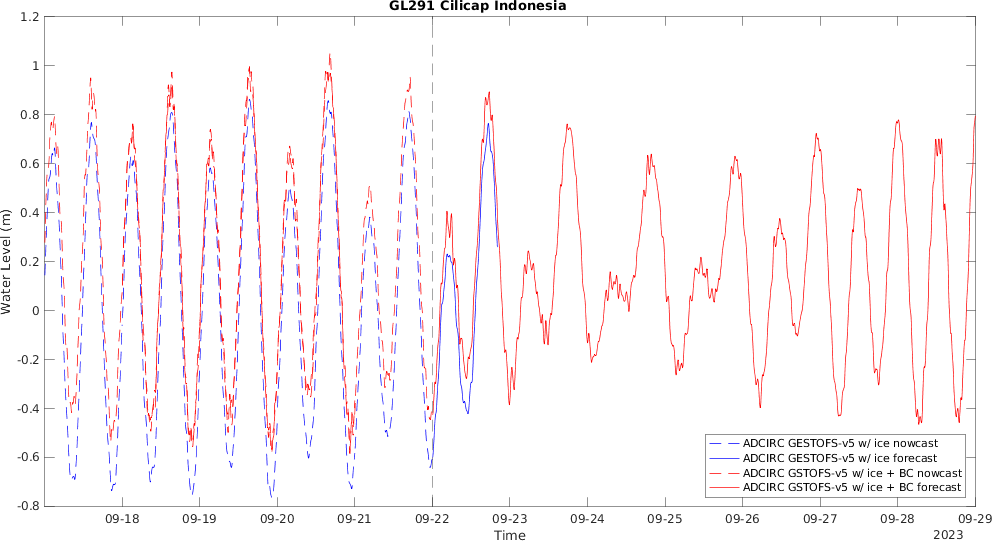 GL291 Cilicap Indonesia
1.2
1
0.8
0.6
0.4
0.2
0
-0.2
-0.4
-0.6
-0.8
Water Level (m)
ADCIRC GESTOFS-v5 w/ ice nowcast
ADCIRC GESTOFS-v5 w/ ice forecast
ADCIRC GSTOFS-v5 w/ ice + BC nowcast
ADCIRC GSTOFS-v5 w/ ice + BC forecast
09-18 09-19 09-20 09-21 09-22 09-23 09-24 09-25 09-26 09-27 09-28 09-29
Time
2023